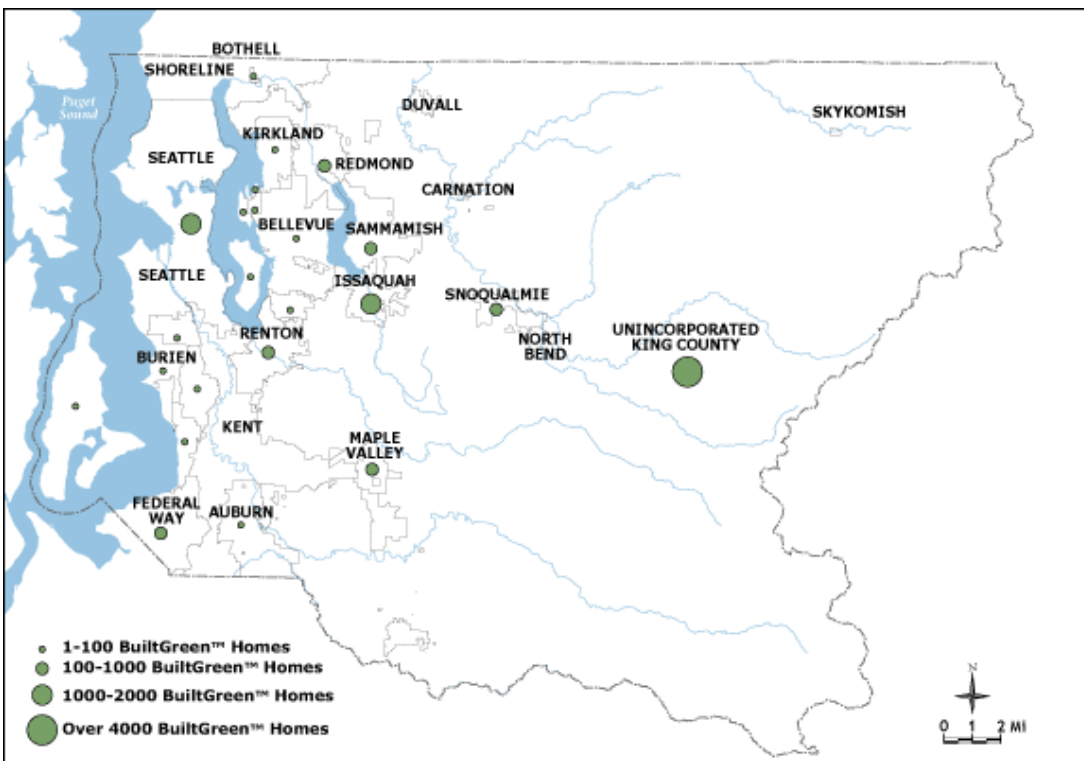 BOTHELL
SHORELINE
Puget
Sound
DUVALL
SKYKOMISH
KIRKLAND
SEATTLE
REDMOND
CARNATION
BELLEVUE
SAMMAMISH
SEATTLE
ISSAQUAH
SNOQUALMIE
RENTON
NORTH
BEND
UNINCORPORATED
KING COUNTY
BURIEN
KENT
MAPLE
VALLEY
FEDERAL
WAY
AUBURN
1-100 BuiltGreen™ Homes
100-1000 BuiltGreen™ Homes
1000-2000 BuiltGreen™ Homes
Over 4000 BuiltGreen™ Homes
N
0 1 2 MI